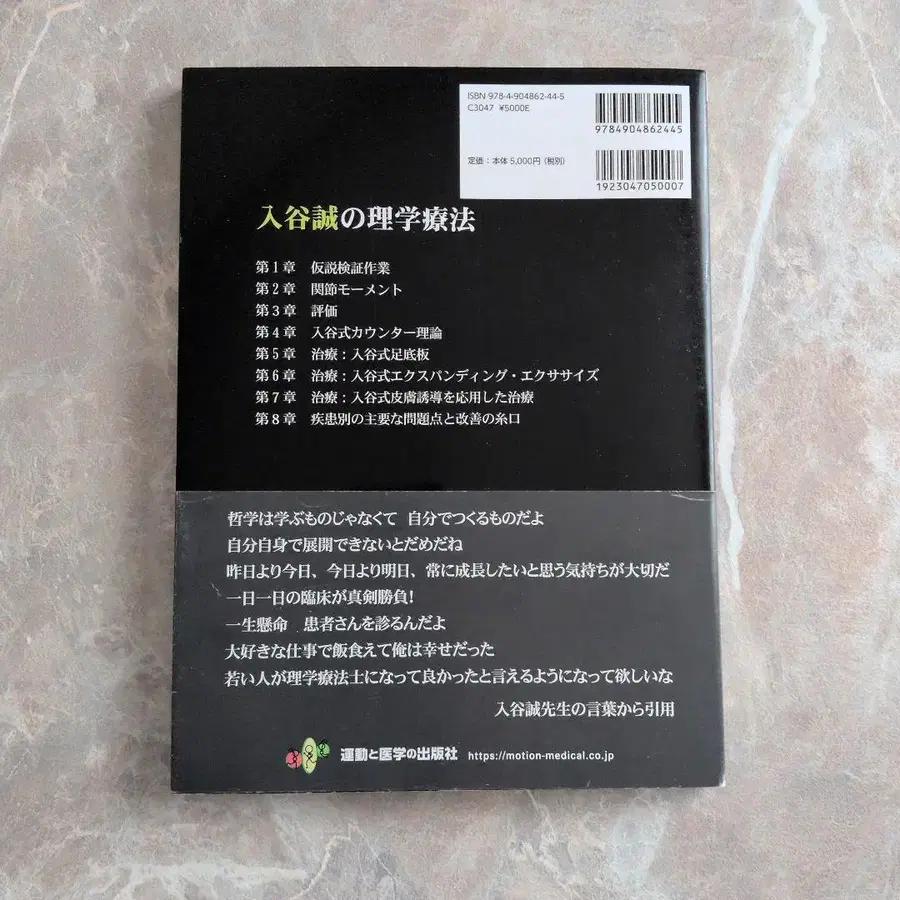 ISBN 978-4-904862-44-5
C3047 ¥5000E
9784904862445
定価：本体 5,000円（税別）
1923047050007
入谷誠の理学療法
第1章 仮説検証作業
第2章 関節モーメント
第3章 評価
第4章 入谷式カウンター理論
第5章 治療：入谷式足底板
第6章 治療：入谷式エクスパンディング・エクササイズ
第7章 治療：入谷式皮膚誘導を応用した治療
第8章 疾患別の主要な問題点と改善の糸口
哲学は学ぶものじゃなくて 自分でつくるものだよ
自分自身で展開できないとだめだね
昨日より今日、今日より明日、常に成長したいと思う気持ちが大切だ
一日一日の臨床が真剣勝負！
一生懸命 患者さんを診るんだよ
大好きな仕事で飯食えて俺は幸せだった
若い人が理学療法士になって良かったと言えるようになって欲しいな
入谷誠先生の言葉から引用
運動と医学の出版社 https://motion-medical.co.jp